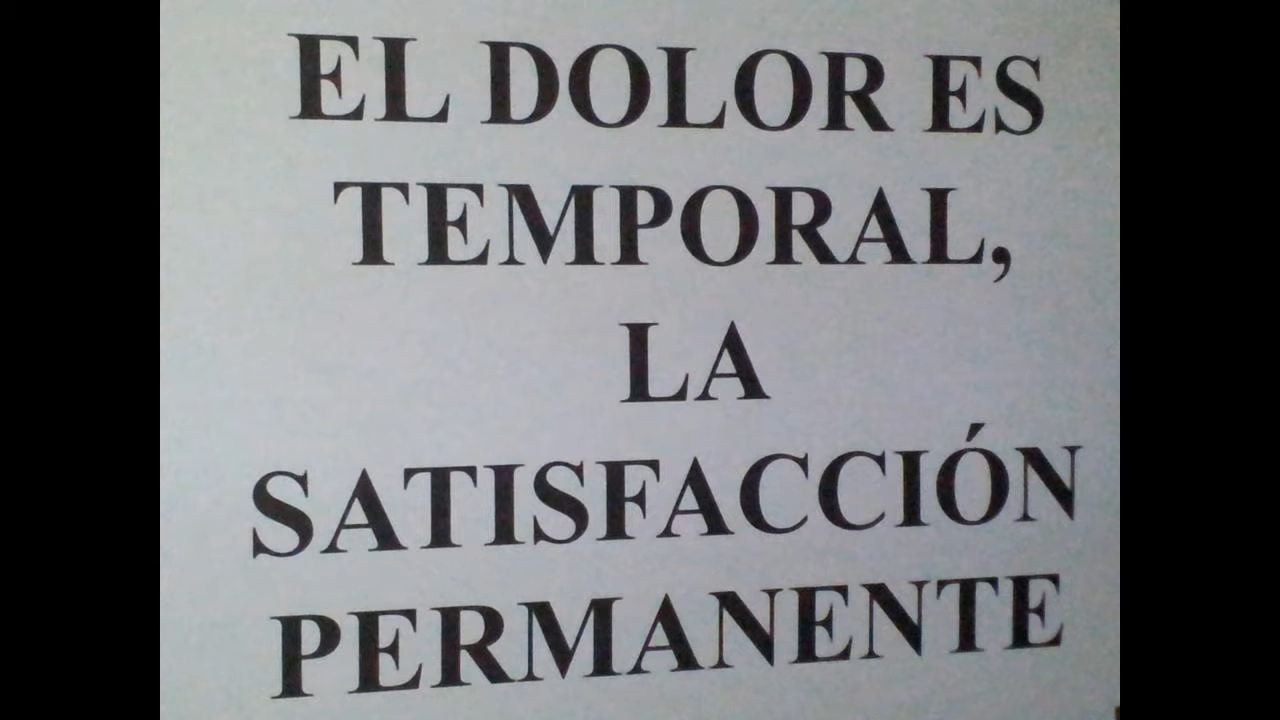 EL DOLOR ES
TEMPORAL,
LA
SATISFACCIÓN
PERMANENTE